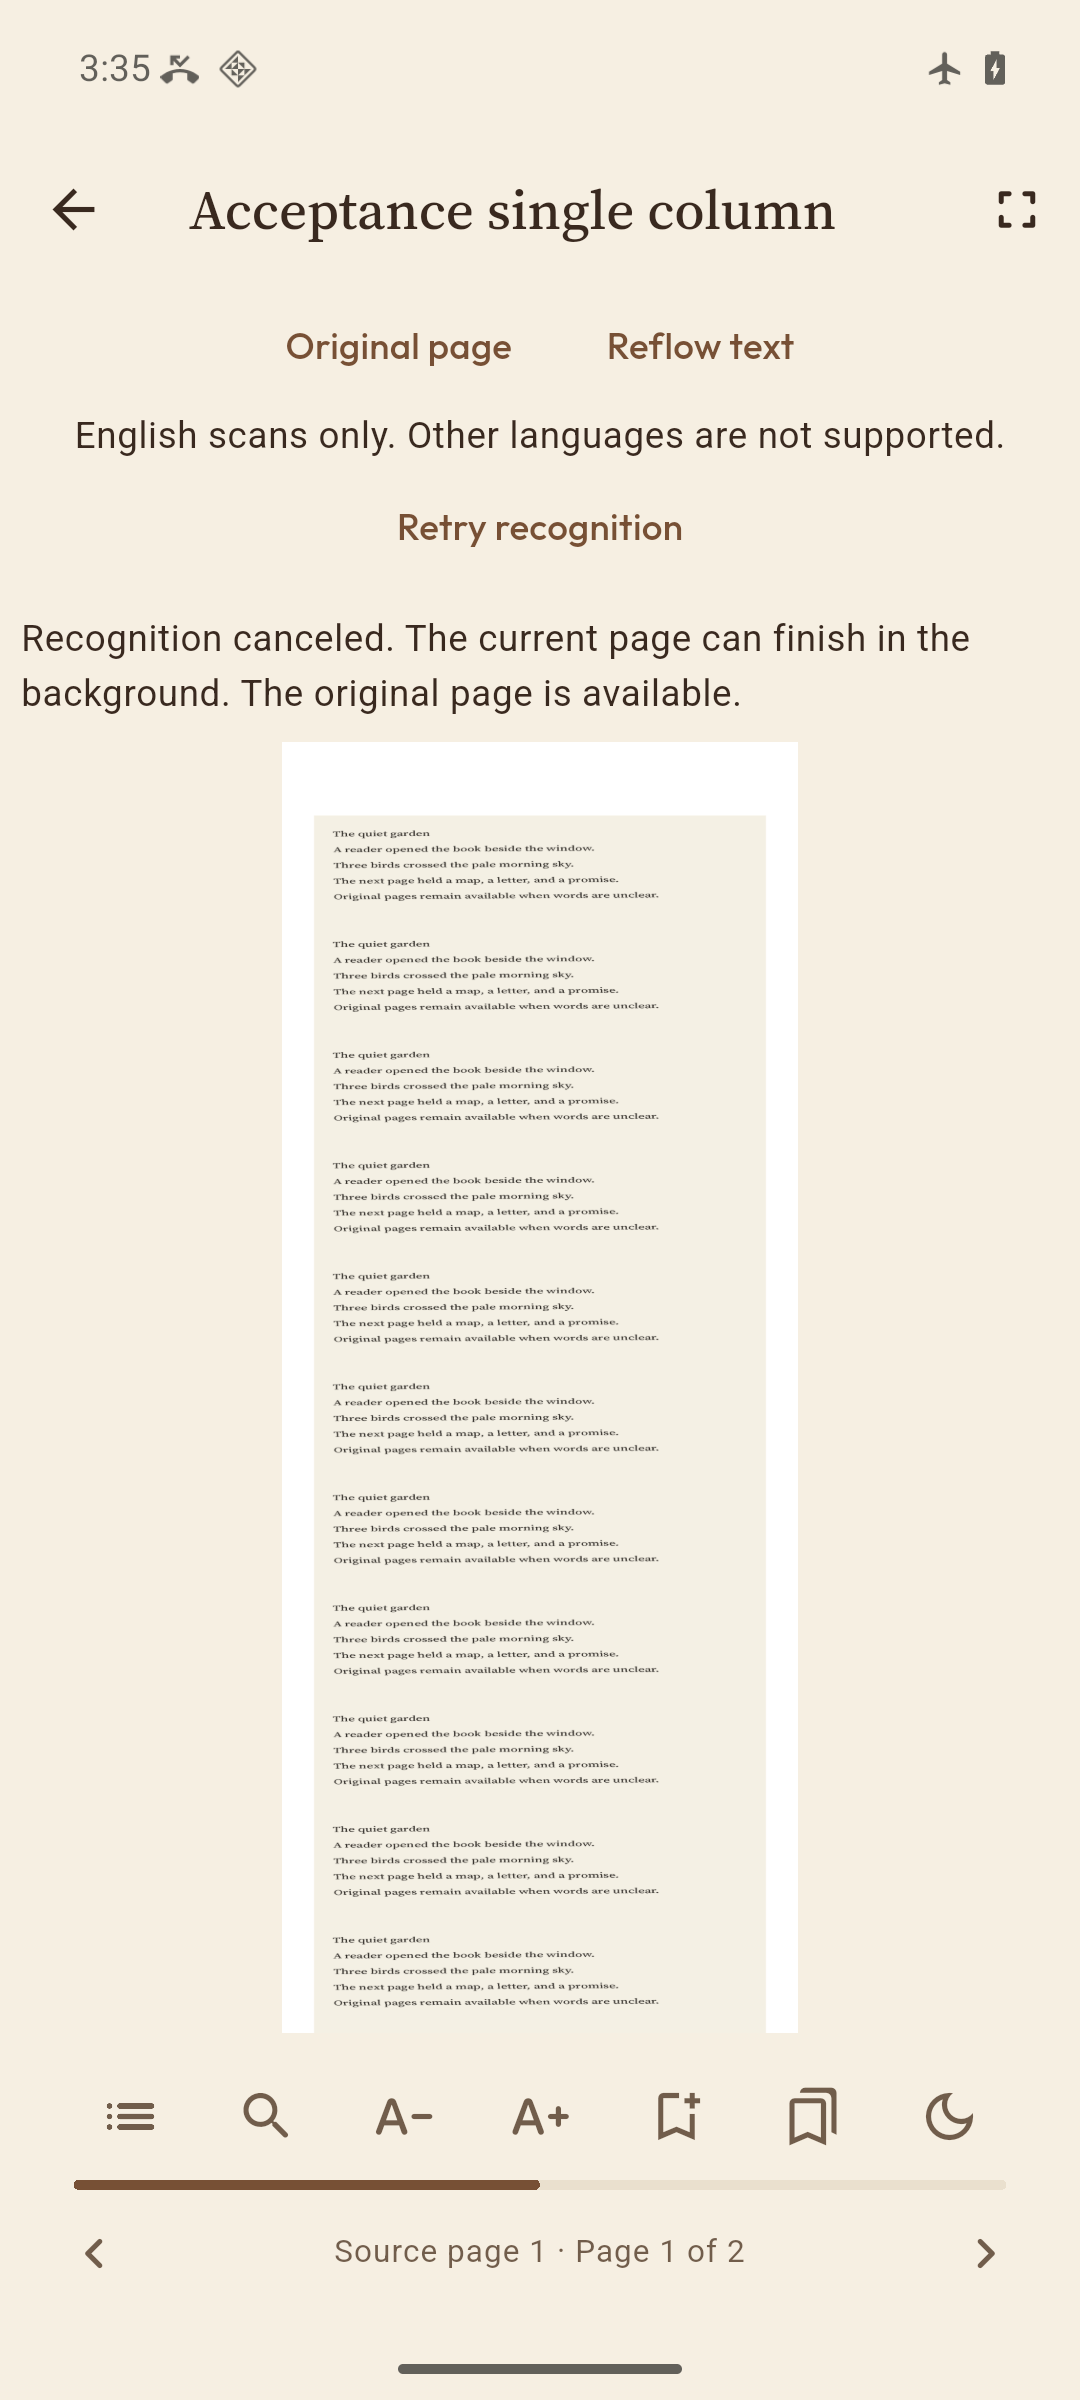 3:35
Acceptance single column
Original page Reflow text
English scans only. Other languages are not supported.
Retry recognition
Recognition canceled. The current page can finish in the
background. The original page is available.
The quiet garden
A reader opened the book beside the window.
Three birds crossed the pale morning sky.
The next page held a map, a letter, and a promise.
Original pages remain available when words are unclear.
The quiet garden
A reader opened the book beside the window.
Three birds crossed the pale morning sky.
The next page held a map, a letter, and a promise.
Original pages remain available when words are unclear.
The quiet garden
A reader opened the book beside the window.
Three birds crossed the pale morning sky.
The next page held a map, a letter, and a promise.
Original pages remain available when words are unclear.
The quiet garden
A reader opened the book beside the window.
Three birds crossed the pale morning sky.
The next page held a map, a letter, and a promise.
Original pages remain available when words are unclear.
The quiet garden
A reader opened the book beside the window.
Three birds crossed the pale morning sky.
The next page held a map, a letter, and a promise.
Original pages remain available when words are unclear.
The quiet garden
A reader opened the book beside the window.
Three birds crossed the pale morning sky.
The next page held a map, a letter, and a promise.
Original pages remain available when words are unclear.
The quiet garden
A reader opened the book beside the window.
Three birds crossed the pale morning sky.
The next page held a map, a letter, and a promise.
Original pages remain available when words are unclear.
The quiet garden
A reader opened the book beside the window.
Three birds crossed the pale morning sky.
The next page held a map, a letter, and a promise.
Original pages remain available when words are unclear.
The quiet garden
A reader opened the book beside the window.
Three birds crossed the pale morning sky.
The next page held a map, a letter, and a promise.
Original pages remain available when words are unclear.
The quiet garden
A reader opened the book beside the window.
Three birds crossed the pale morning sky.
The next page held a map, a letter, and a promise.
Original pages remain available when words are unclear.
The quiet garden
A reader opened the book beside the window.
Three birds crossed the pale morning sky.
The next page held a map, a letter, and a promise.
Original pages remain available when words are unclear.
A− A+
Source page 1 · Page 1 of 2